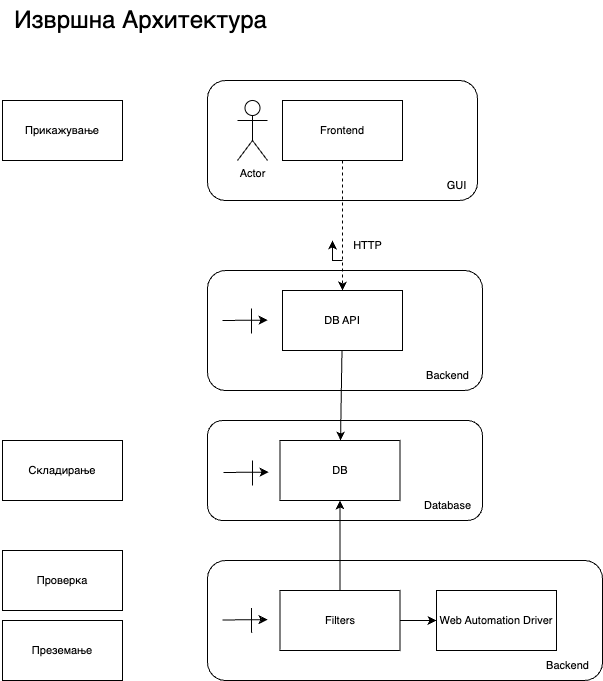 Извршна Архитектура
Прикажување
Frontend
Actor
GUI
HTTP
DB API
Backend
Складирање
DB
Database
Проверка
Filters
Web Automation Driver
Преземање
Backend